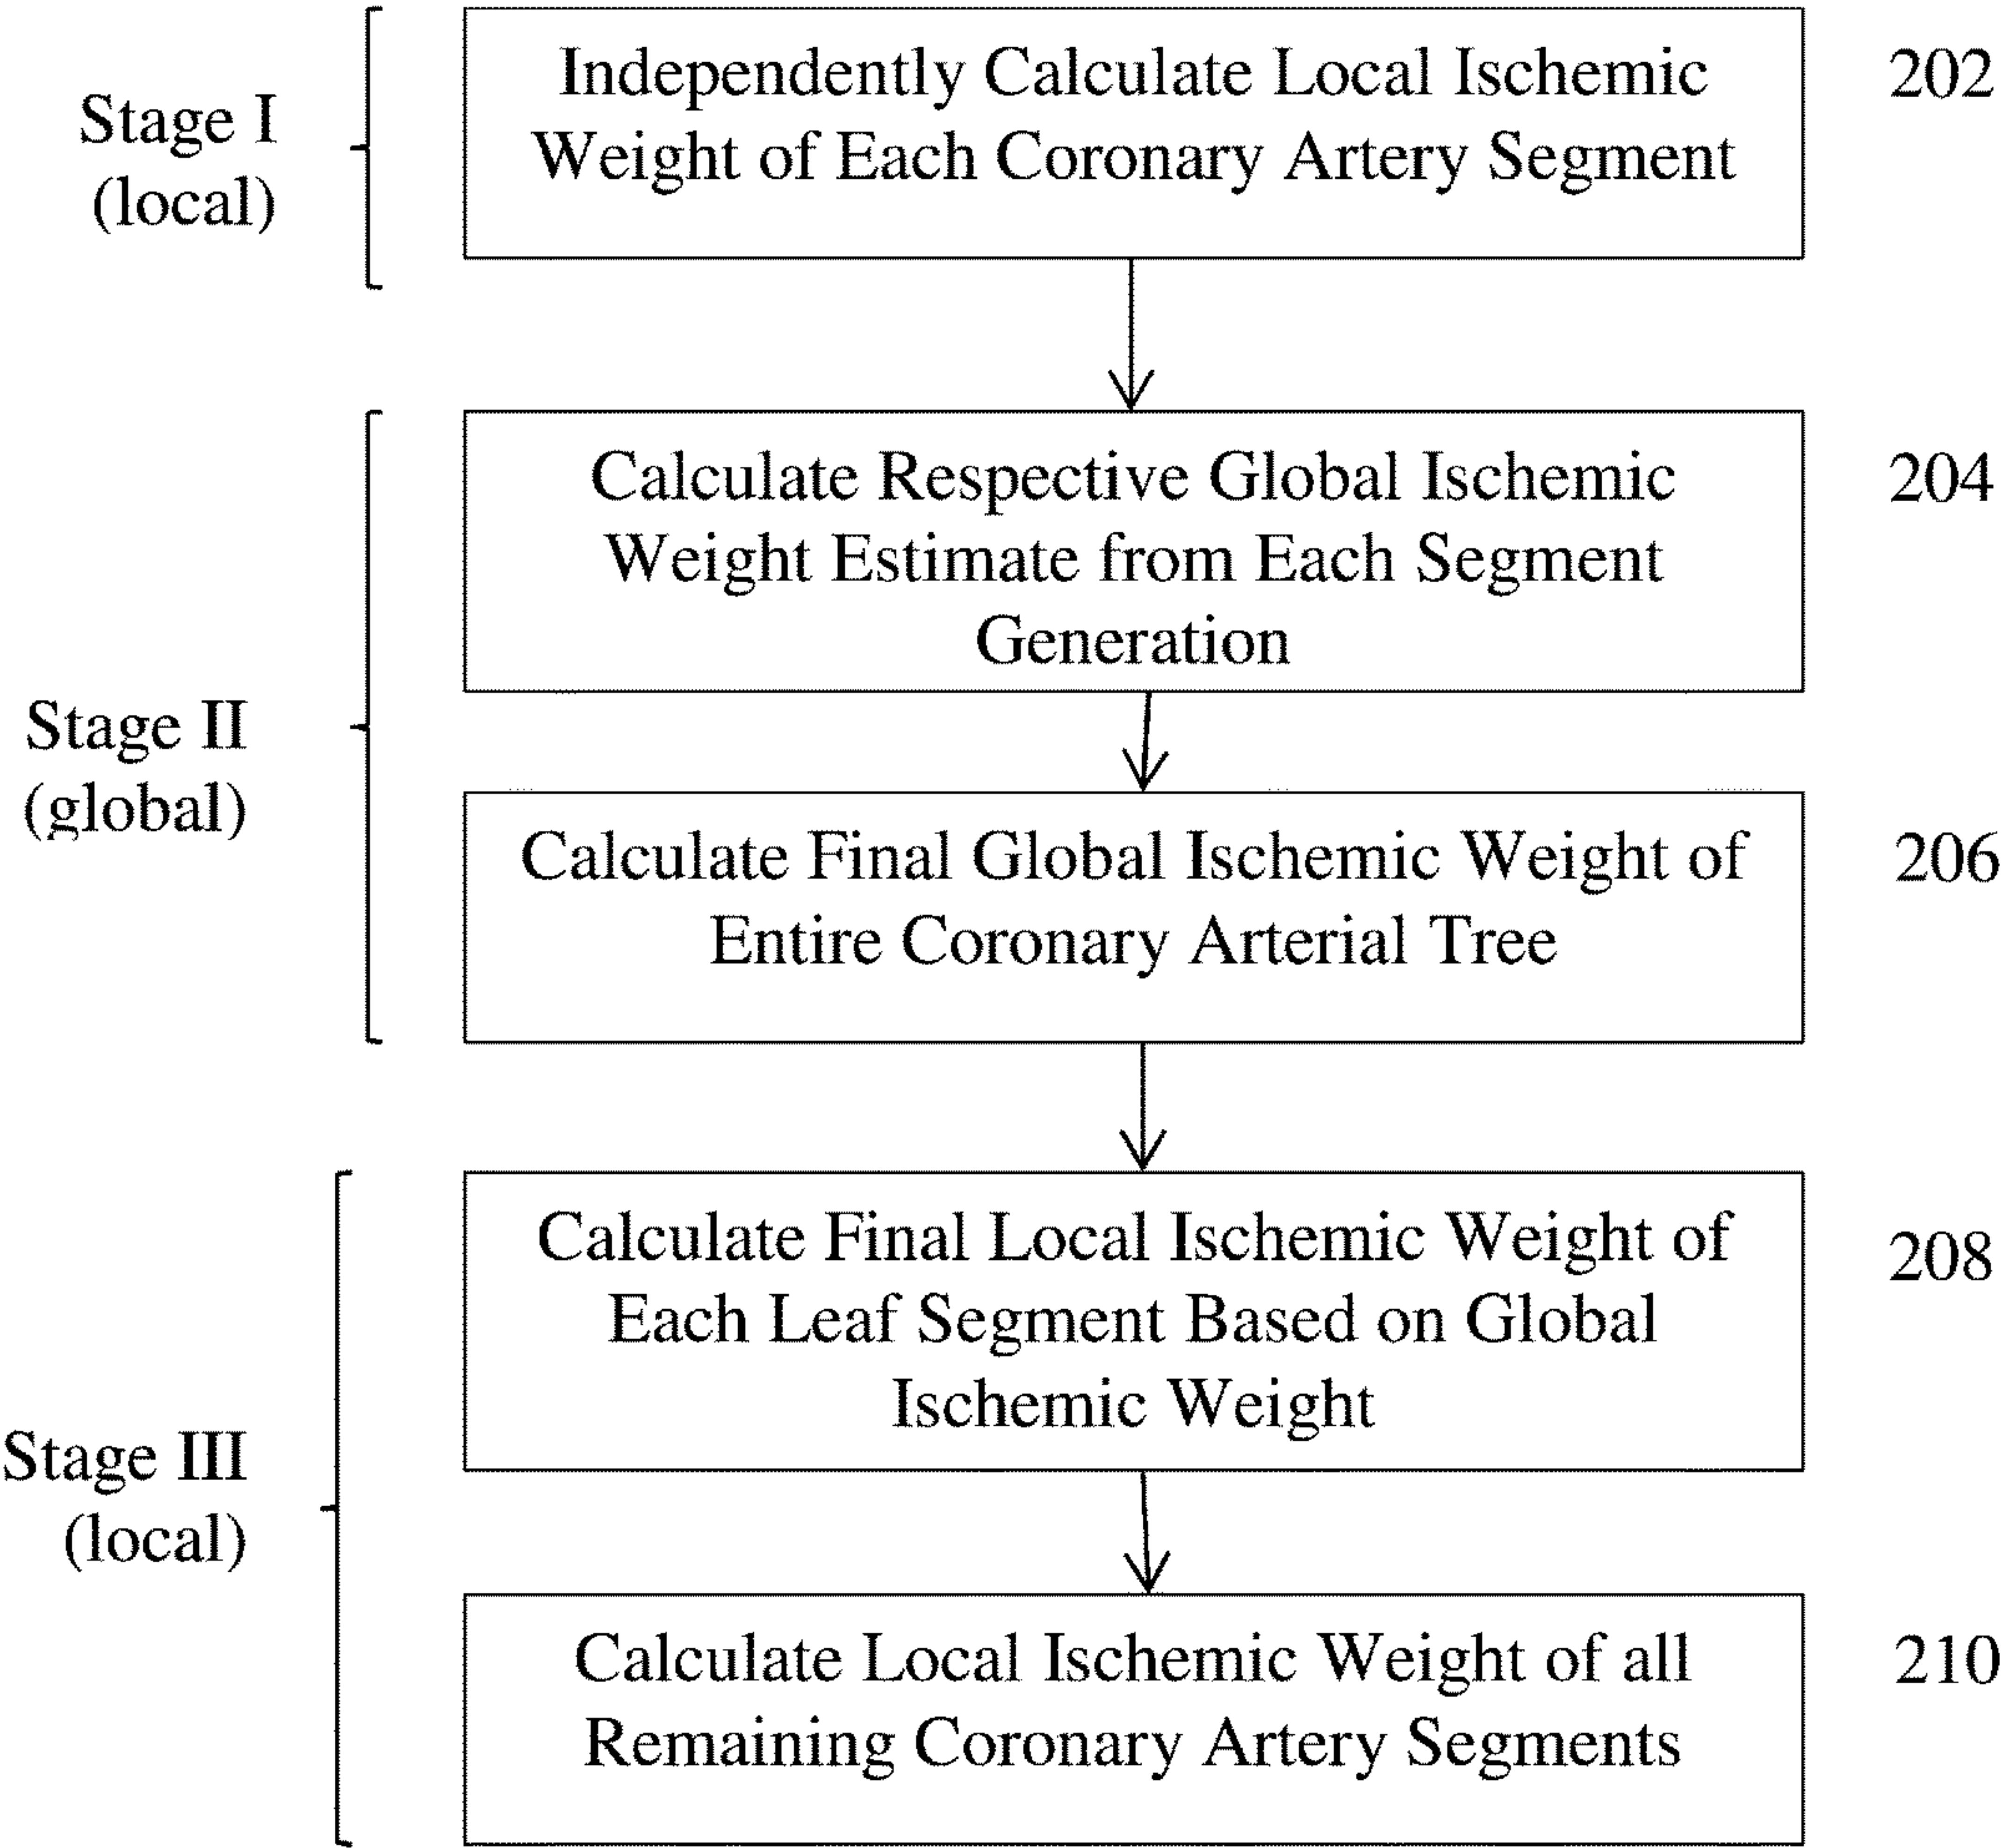 Stage I
(local)
Independently Calculate Local Ischemic
Weight of Each Coronary Artery Segment
202
Stage II
(global)
Calculate Respective Global Ischemic
Weight Estimate from Each Segment
Generation
204
Calculate Final Global Ischemic Weight of
Entire Coronary Arterial Tree
206
Stage III
(local)
Calculate Final Local Ischemic Weight of
Each Leaf Segment Based on Global
Ischemic Weight
208
Calculate Local Ischemic Weight of all
Remaining Coronary Artery Segments
210